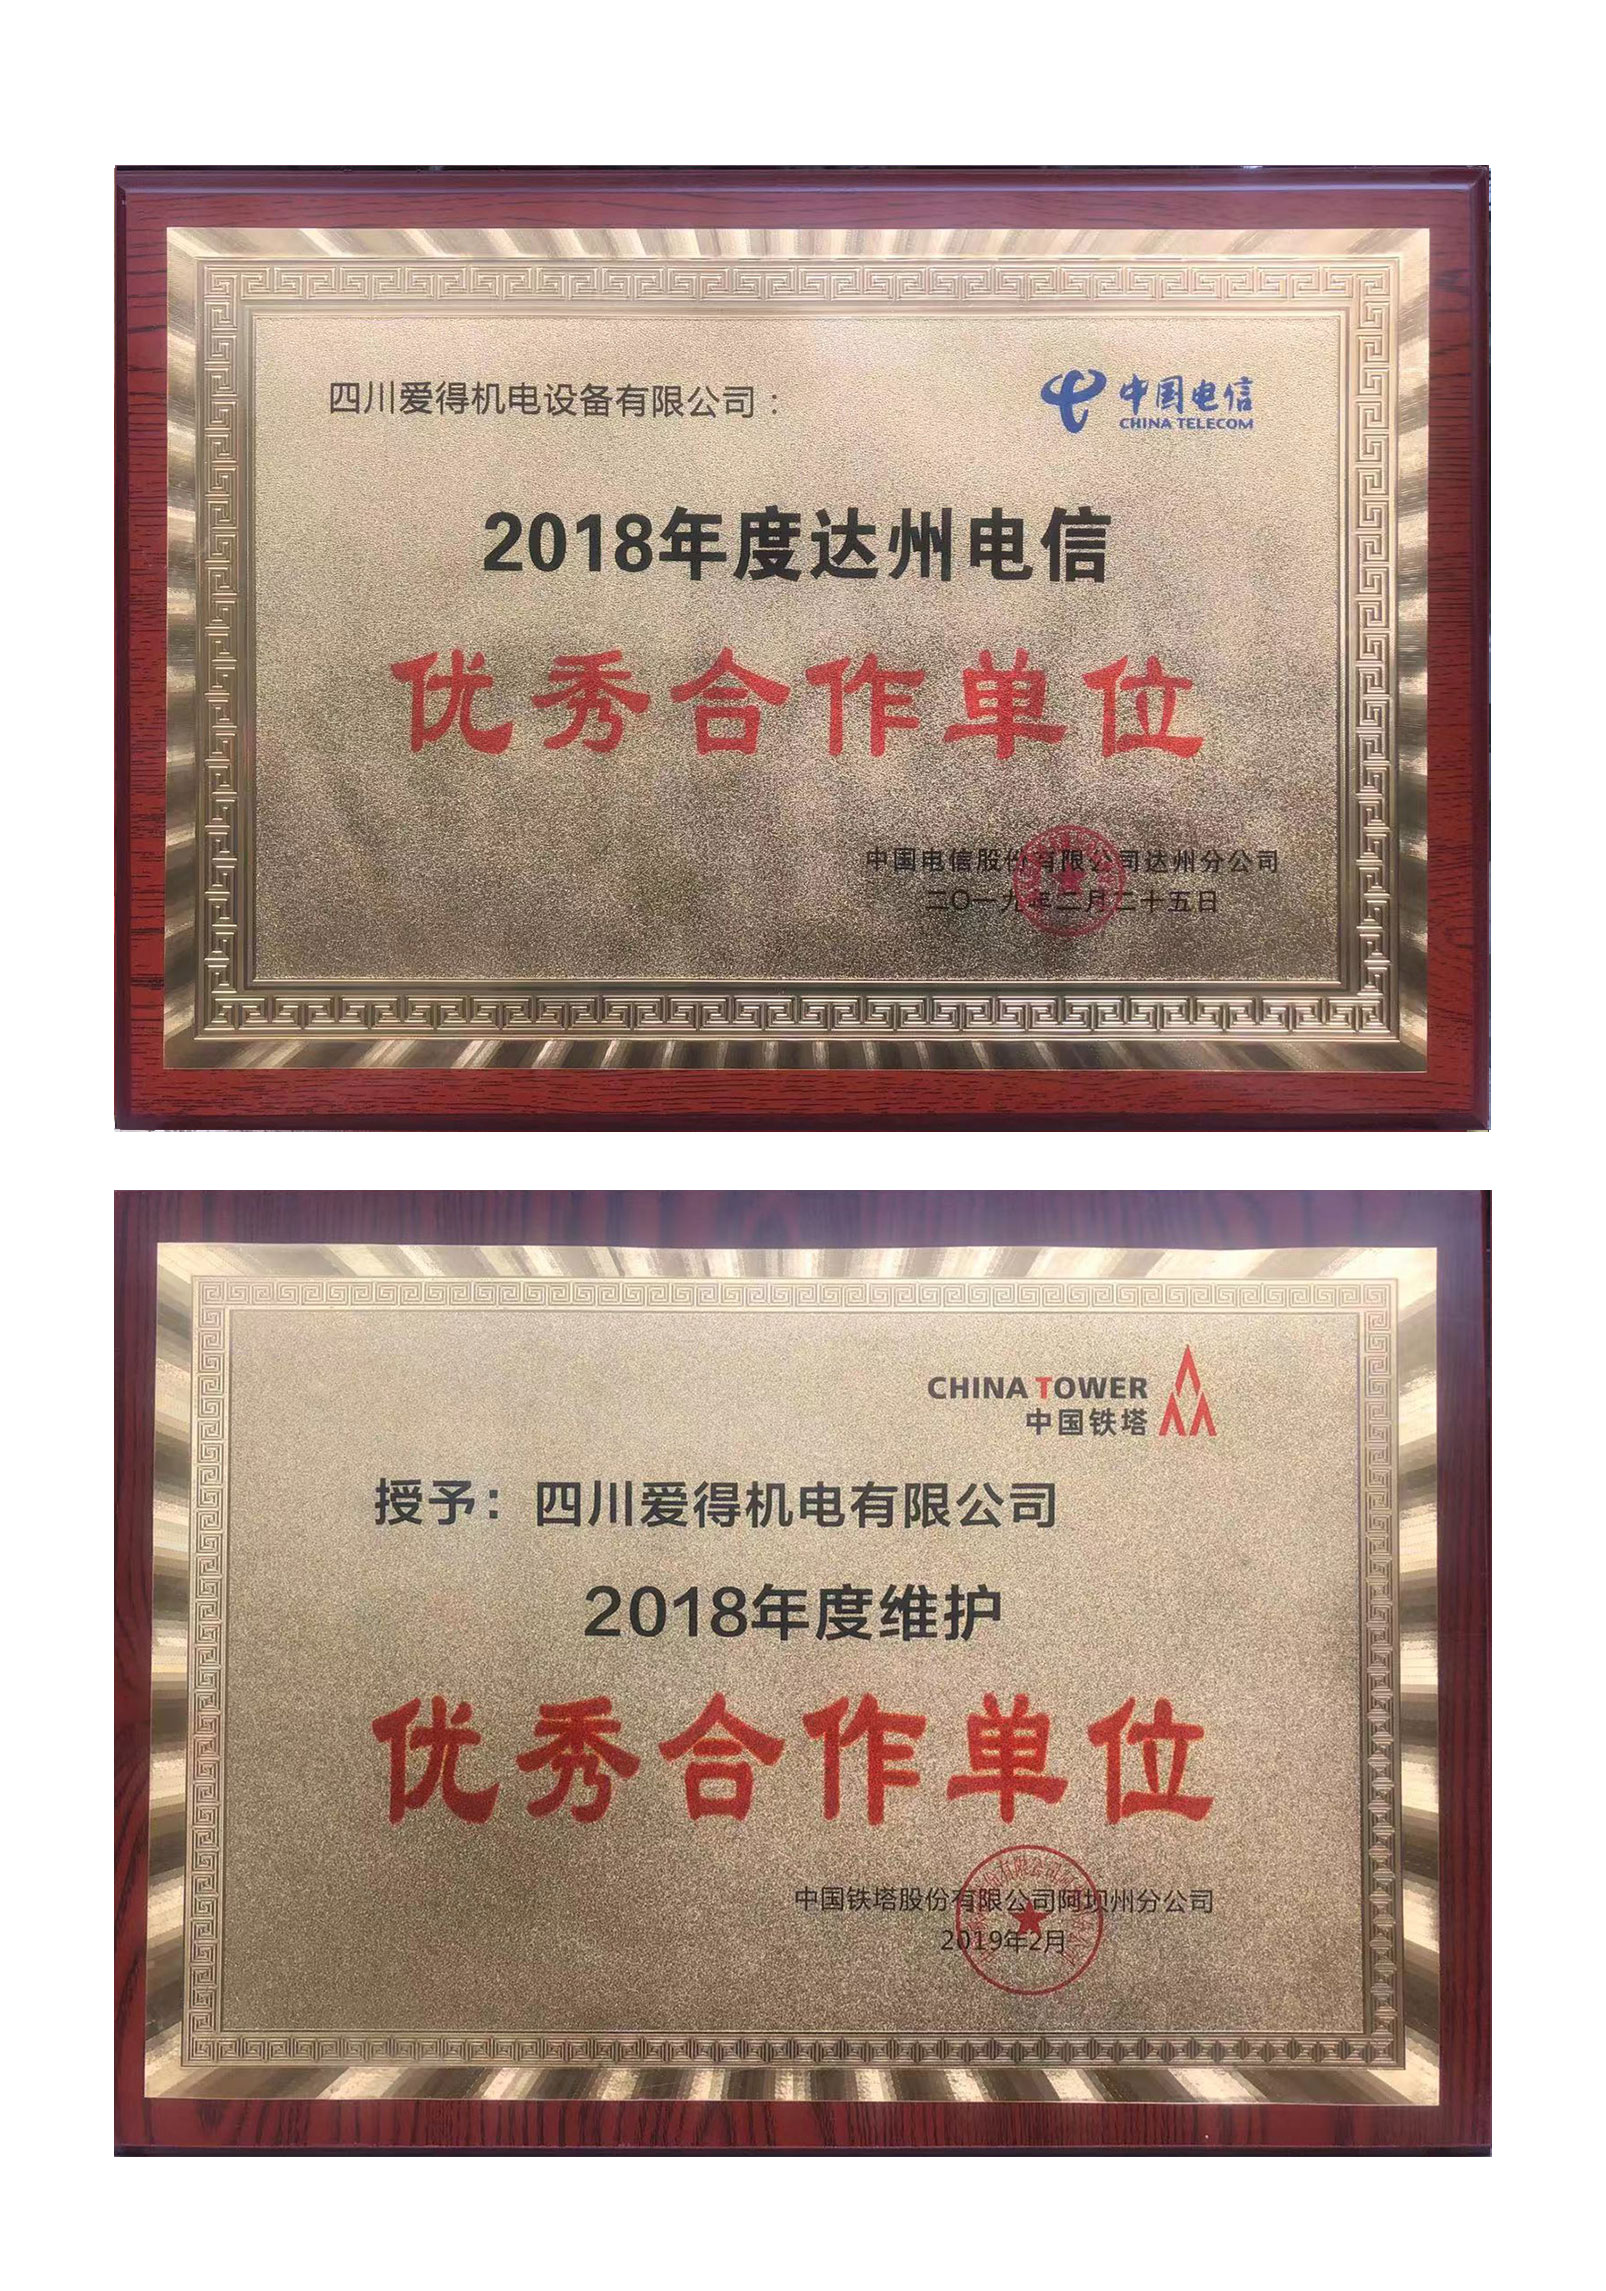 四川爱得机电设备有限公司：
中国电信
CHINA TELECOM
2018年度达州电信
优秀合作单位
中国电信股份有限公司达州分公司
二〇一九年二月二十五日
CHINA TOWER
中国铁塔
授予：四川爱得机电有限公司
2018年度维护
优秀合作单位
中国铁塔股份有限公司阿坝州分公司
2019年2月